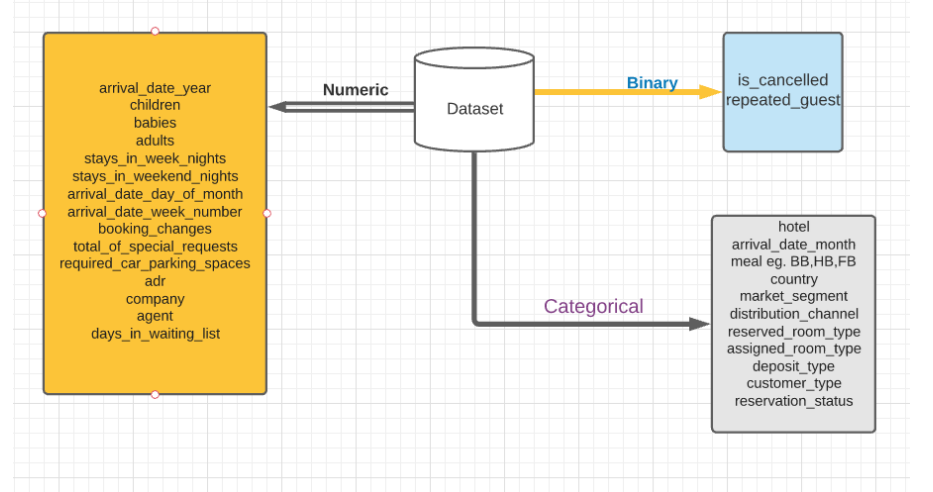 Numeric
Dataset
Binary
Categorical
arrival_date_year
children
babies
adults
stays_in_week_nights
stays_in_weekend_nights
arrival_date_day_of_month
arrival_date_week_number
booking_changes
total_of_special_requests
required_car_parking_spaces
adr
company
agent
days_in_waiting_list
is_cancelled
repeated_guest
hotel
arrival_date_month
meal eg. BB,HB,FB
country
market_segment
distribution_channel
reserved_room_type
assigned_room_type
deposit_type
customer_type
reservation_status